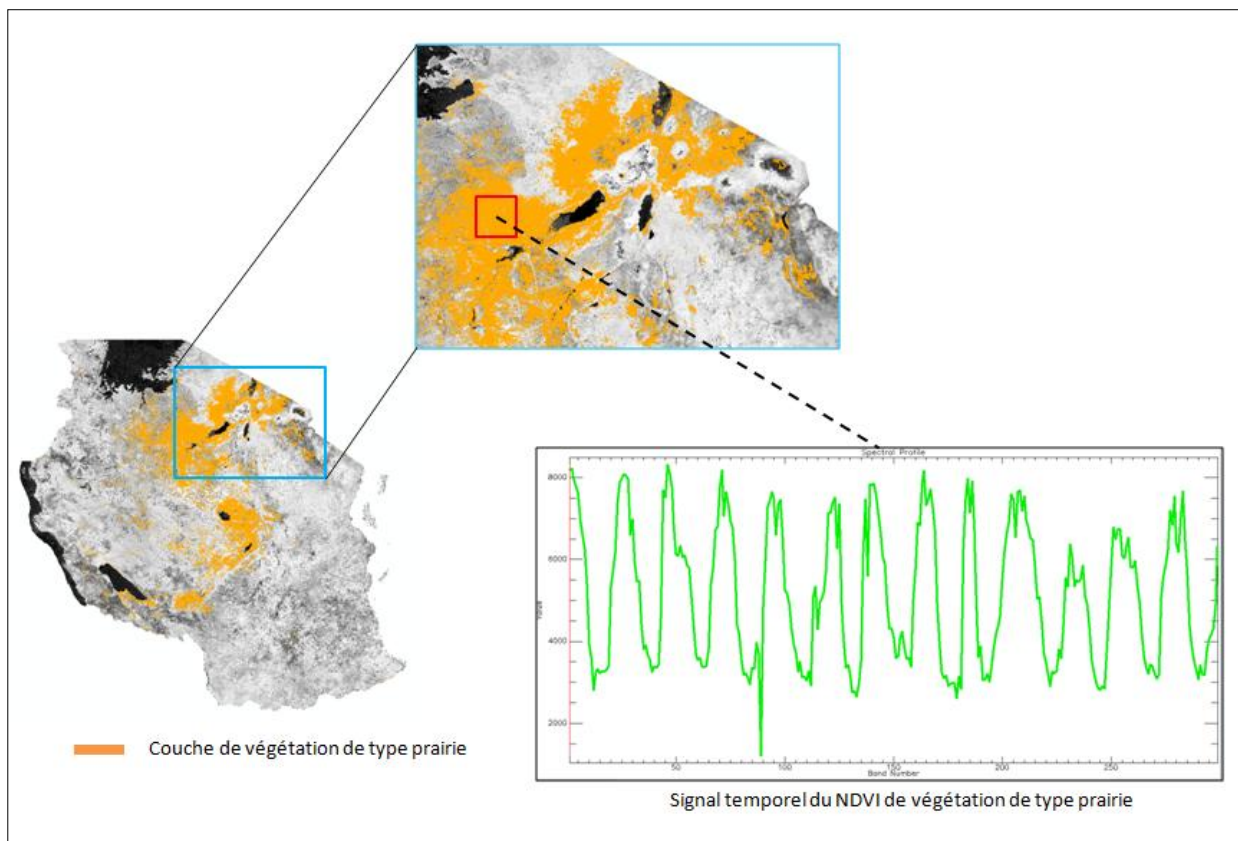 Spectral Profile
Value
8000
6000
4000
2000
50
100
150
200
250
Band Number
Couche de végétation de type prairie
Signal temporel du NDVI de végétation de type prairie